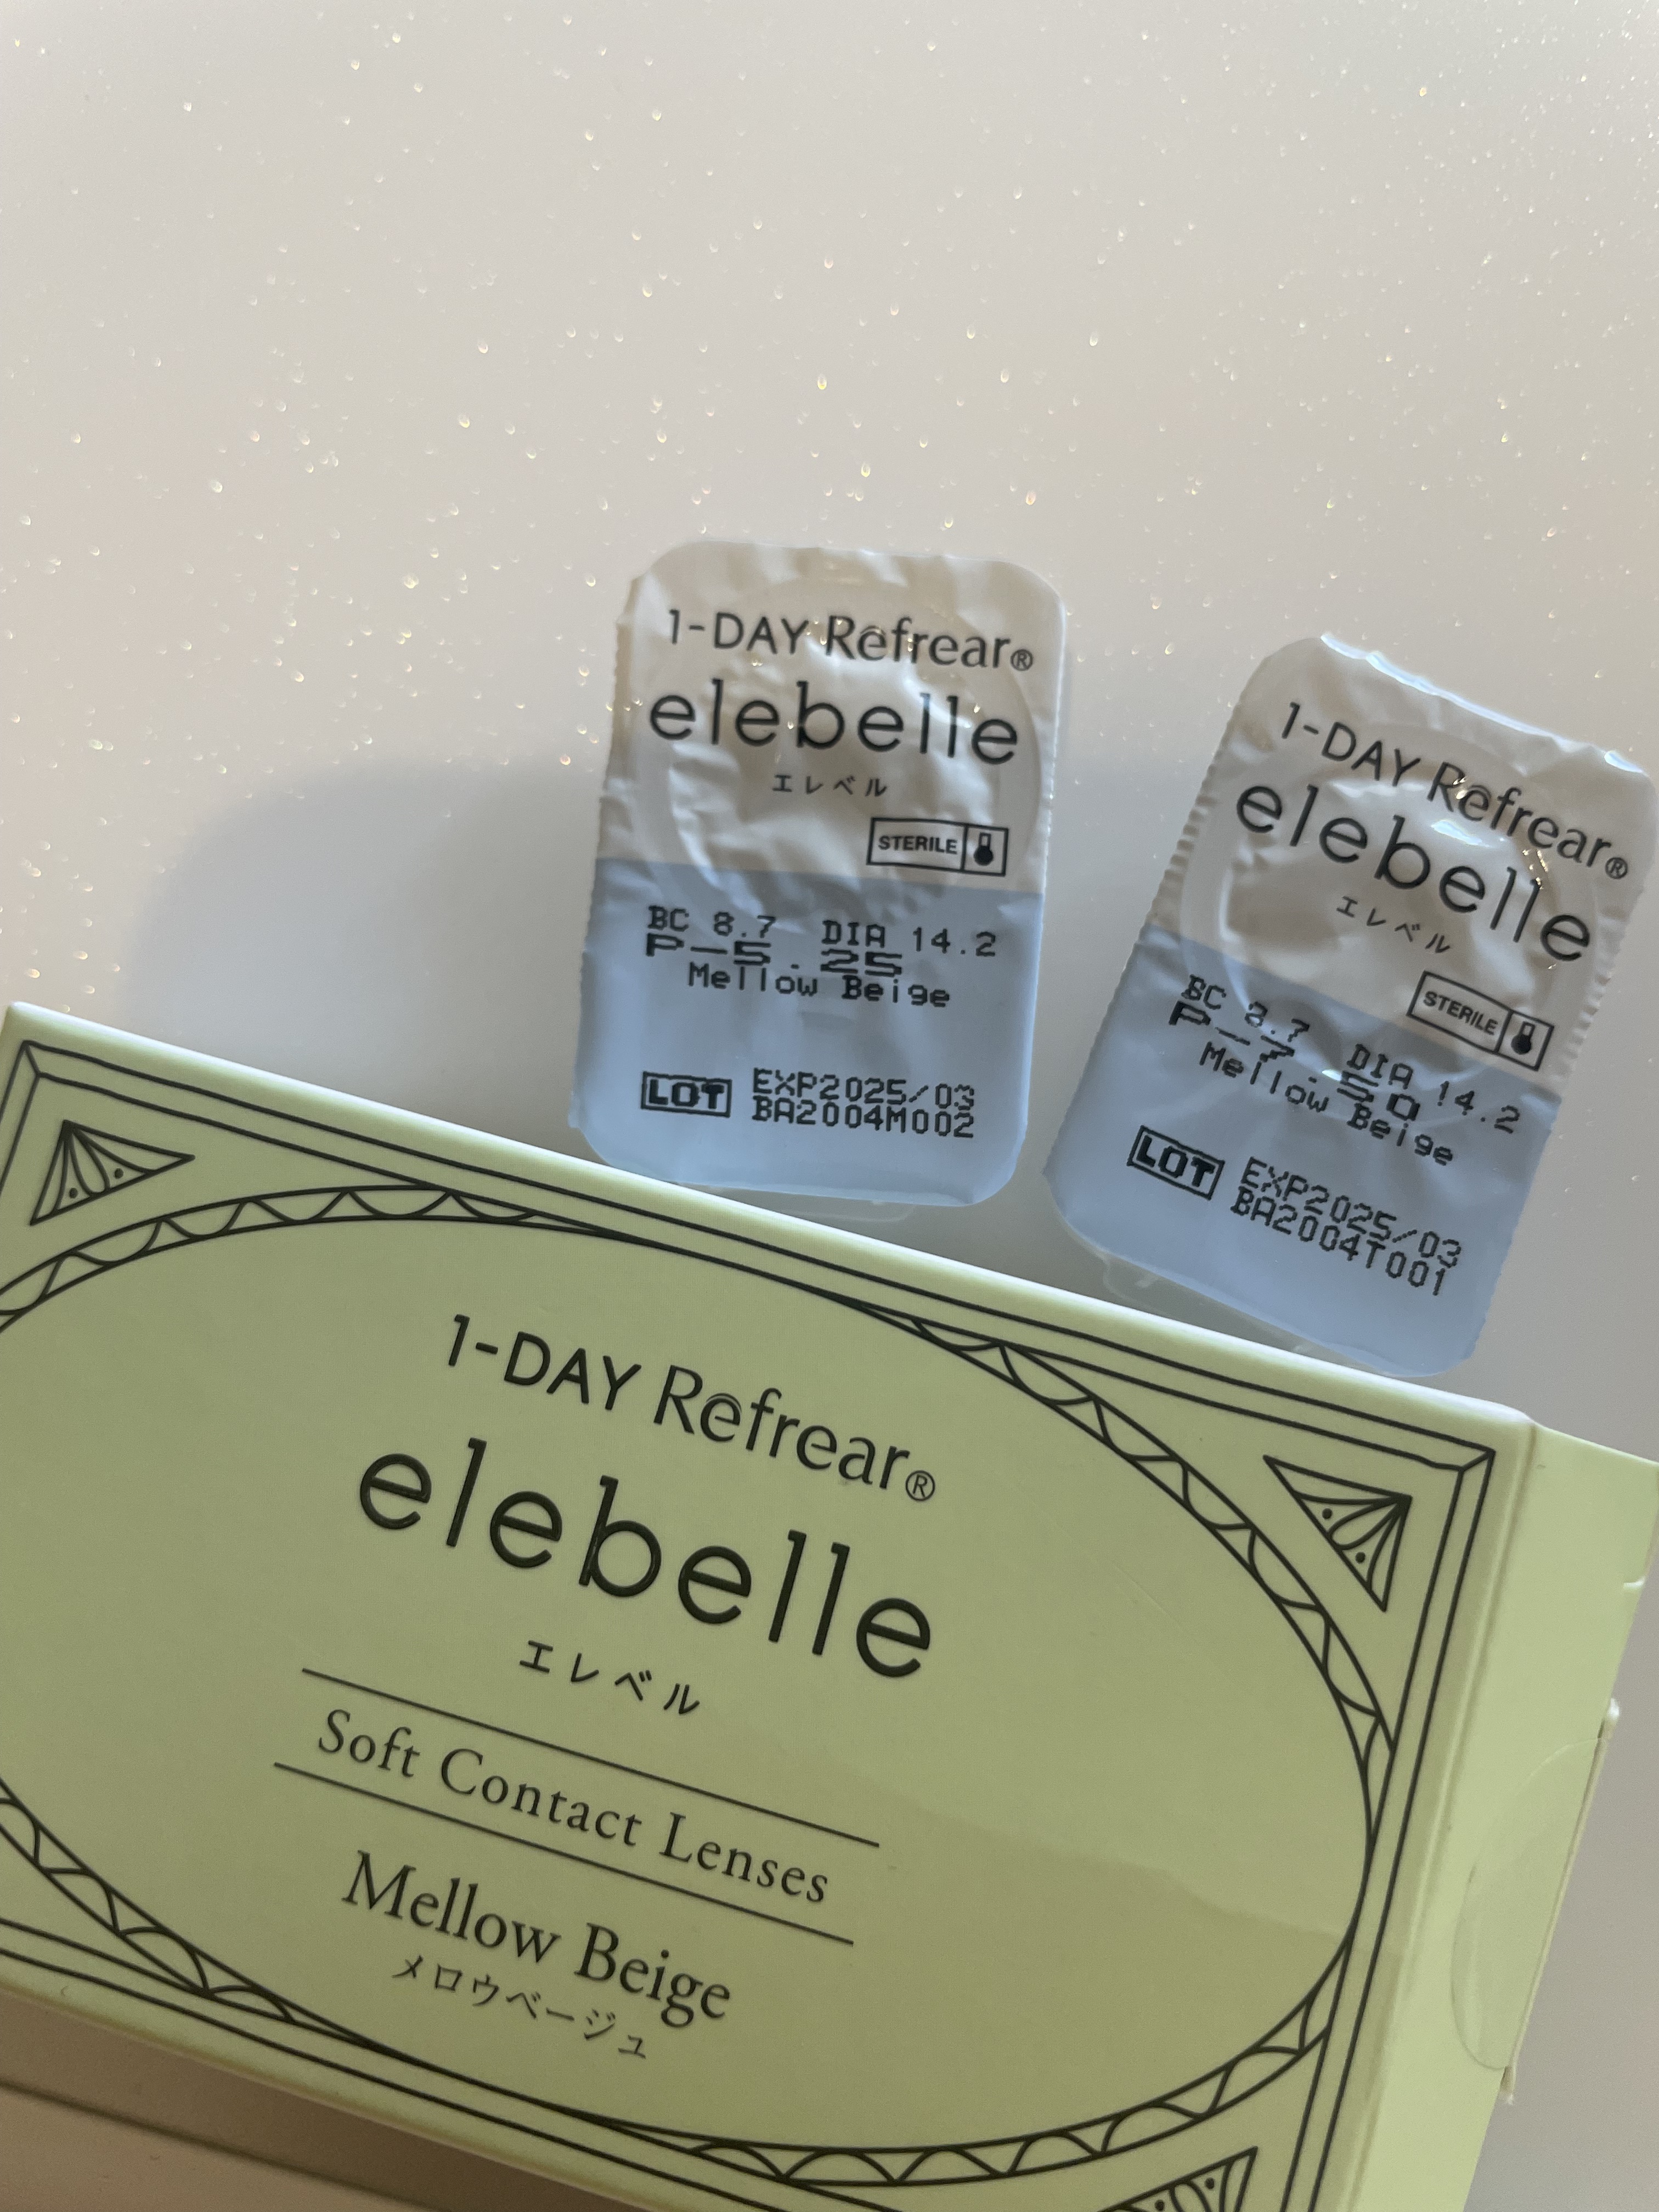 1-DAY Refrear®
elebelle
エレベル
STERILE
BC 8.7 DIA 14.2
P-5.25
Mellow Beige
LOT EXP2025/03
BA2004M002
1-DAY Refrear®
elebelle
エレベル
STERILE
BC 8.7 DIA 14.2
P-7.50
Mellow Beige
LOT EXP2025/03
BA2004T001
1-DAY Refrear®
elebelle
エレベル
Soft Contact Lenses
Mellow Beige
メロウベージュ